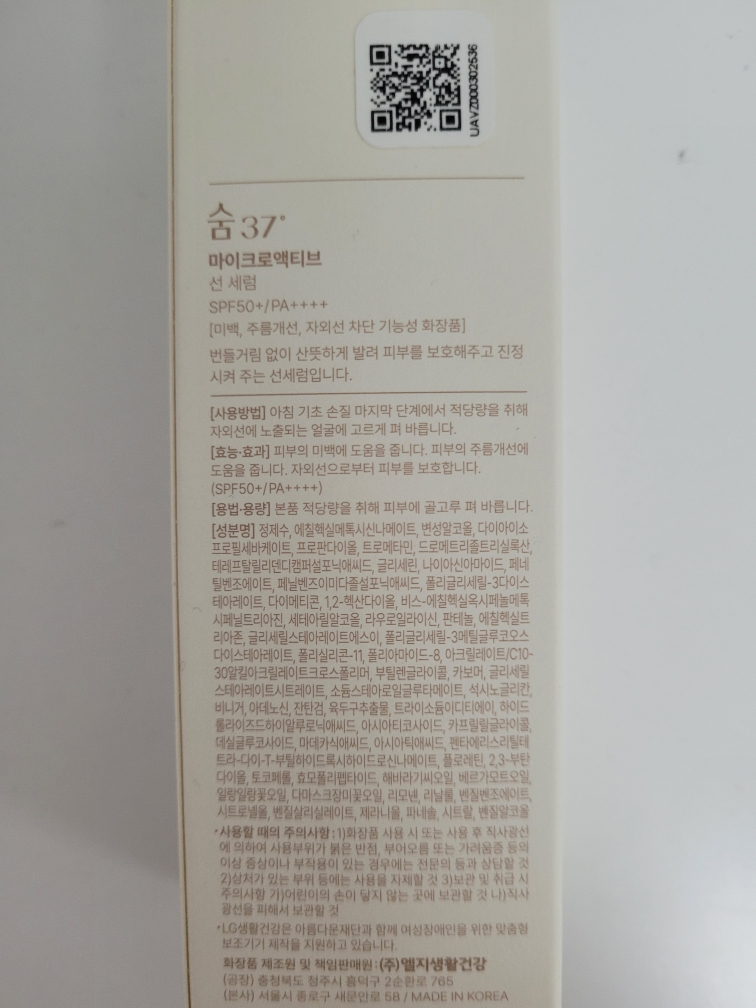 UAVZ000302636
숨37°
마이크로액티브
선 세럼
SPF50+/PA++++
[미백, 주름개선, 자외선 차단 기능성 화장품]
번들거림 없이 산뜻하게 발려 피부를 보호해주고 진정
시켜 주는 선세럼입니다.
[사용방법] 아침 기초 손질 마지막 단계에서 적당량을 취해
자외선에 노출되는 얼굴에 고르게 펴 바릅니다.
[효능·효과] 피부의 미백에 도움을 줍니다. 피부의 주름개선에
도움을 줍니다. 자외선으로부터 피부를 보호합니다.
(SPF50+/PA++++)
[용법·용량] 본품 적당량을 취해 피부에 골고루 펴 바릅니다.
[성분명] 정제수, 에칠헥실메톡시신나메이트, 변성알코올, 다이아이소
프로필세바케이트, 프로판다이올, 트로메타민, 드로메트리졸트리실록산,
테레프탈릴리덴디캠퍼설포닉애씨드, 글리세린, 나이아신아마이드, 페네
틸벤조에이트, 페닐벤즈이미다졸설포닉애씨드, 폴리글리세릴-3다이스
테아레이트, 다이메티콘, 1,2-헥산다이올, 비스-에칠헥실옥시페놀메톡
시페닐트리아진, 세테아릴알코올, 라우로일라이신, 판테놀, 에칠헥실트
리아존, 글리세릴스테아레이트에스이, 폴리글리세릴-3메틸글루코오스
다이스테아레이트, 폴리실리콘-11, 폴리아마이드-8, 아크릴레이트/C10-
30알킬아크릴레이트크로스폴리머, 부틸렌글라이콜, 카보머, 글리세릴
스테아레이트시트레이트, 소듐스테아로일글루타메이트, 석시노글리칸,
비니거, 아데노신, 잔탄검, 육두구추출물, 트라이소듐이디티에이, 하이드
롤라이즈드하이알루로닉애씨드, 아시아티코사이드, 카프릴릴글라이콜,
데실글루코사이드, 마데카식애씨드, 아시아틱애씨드, 펜타에리스리틸테
트라-다이-T-부틸하이드록시하이드로신나메이트, 플로레틴, 2,3-부탄
다이올, 토코페롤, 효모폴리펩타이드, 해바라기씨오일, 베르가모트오일,
일랑일랑꽃오일, 다마스크장미꽃오일, 리모넨, 리날룰, 벤질벤조에이트,
시트로넬올, 벤질살리실레이트, 제라니올, 파네솔, 시트랄, 벤질알코올
*사용할 때의 주의사항 : 1)화장품 사용 시 또는 사용 후 직사광선
에 의하여 사용부위가 붉은 반점, 부어오름 또는 가려움증 등의
이상 증상이나 부작용이 있는 경우에는 전문의 등과 상담할 것
2)상처가 있는 부위 등에는 사용을 자제할 것 3)보관 및 취급 시
주의사항 가)어린이의 손이 닿지 않는 곳에 보관할 것 나)직사
광선을 피해서 보관할 것
*LG생활건강은 아름다운재단과 함께 여성장애인을 위한 맞춤형
보조기기 제작을 지원하고 있습니다.
화장품 제조원 및 책임판매원 : (주)엘지생활건강
(공장) 충청북도 청주시 흥덕구 2순환로 765
(본사) 서울시 종로구 새문안로 58 / MADE IN KOREA